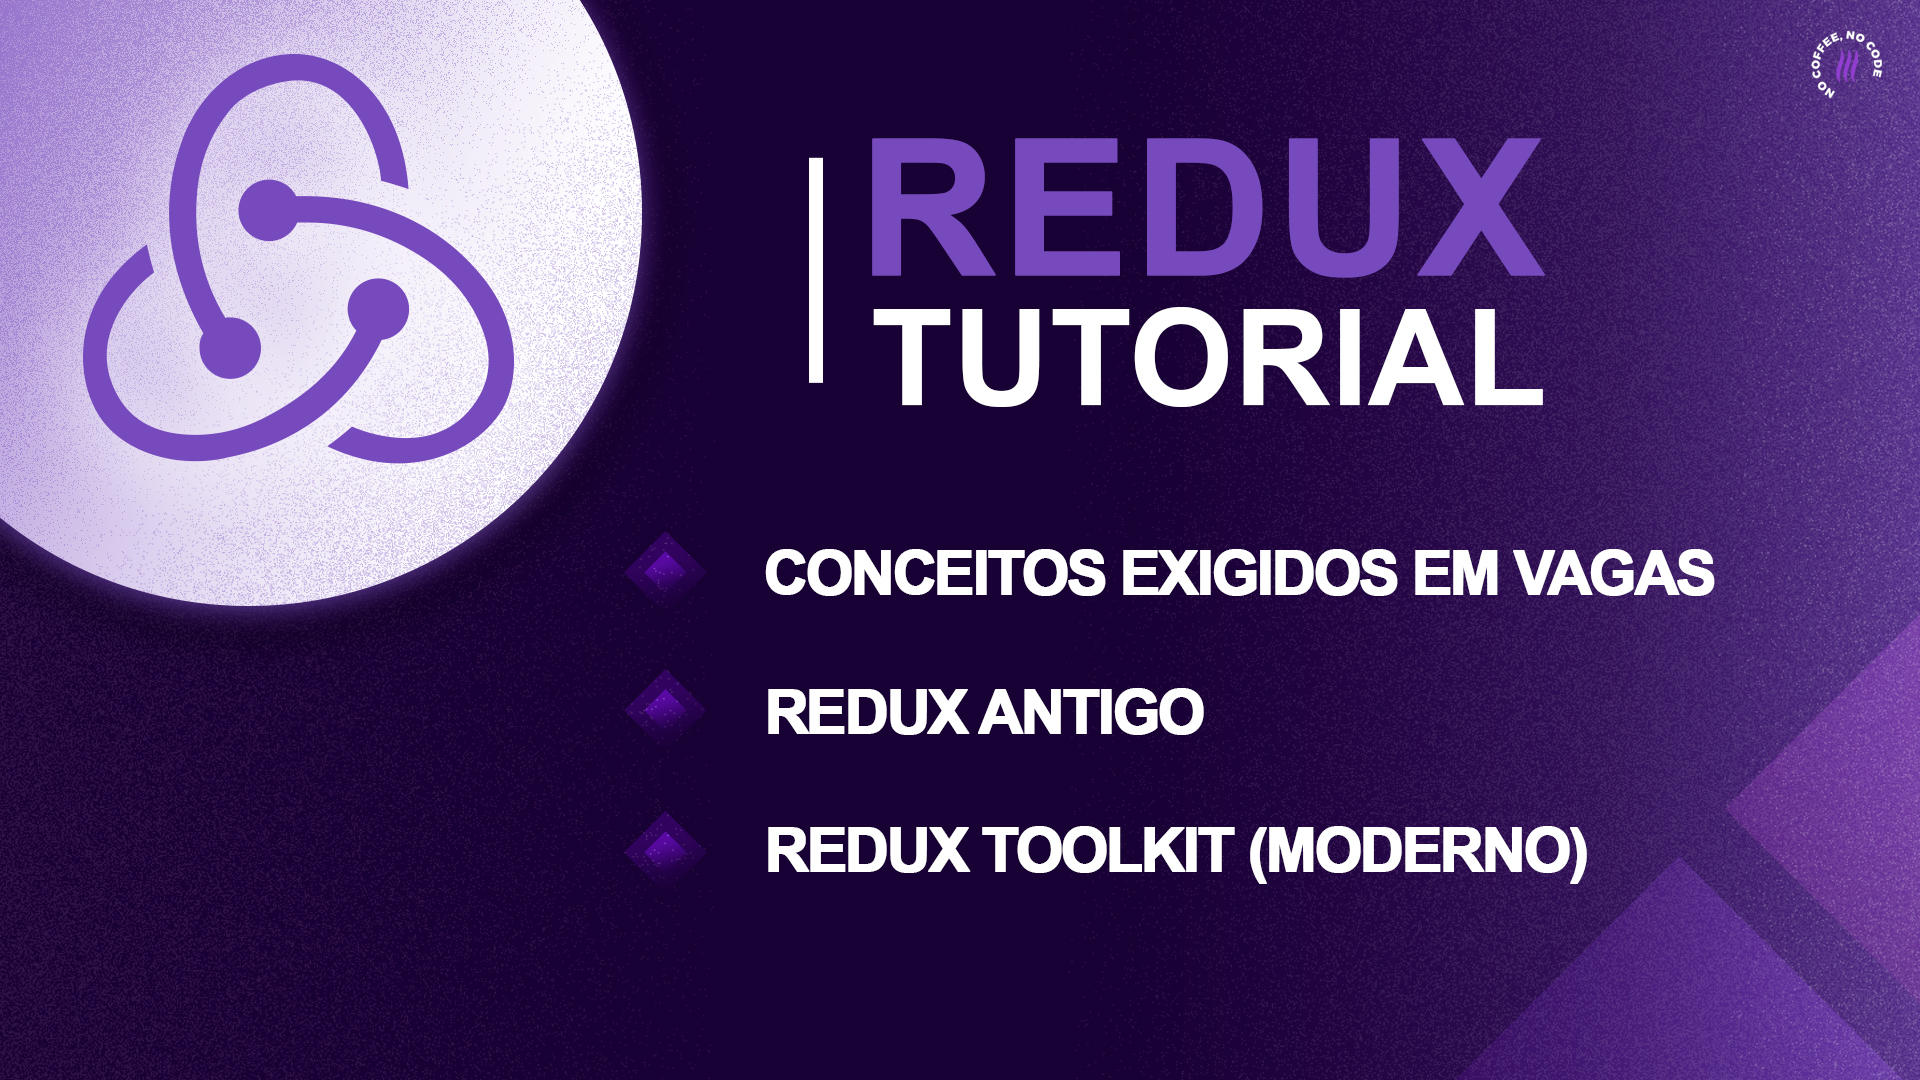 NO COFFEE, NO CODE
REDUX
TUTORIAL
CONCEITOS EXIGIDOS EM VAGAS
REDUX ANTIGO
REDUX TOOLKIT (MODERNO)